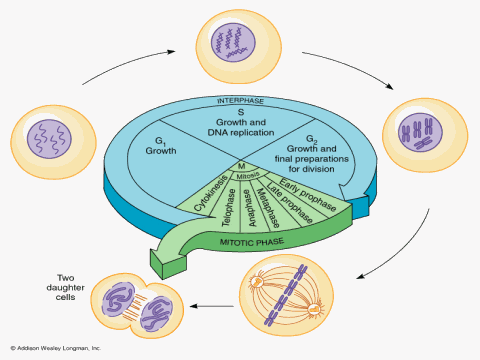 INTERPHASE
S
Growth and
DNA replication
G1
Growth
G2
Growth and
final preparations
for division
M
Mitosis
Cytokinesis
Telophase
Anaphase
Metaphase
Late prophase
Early prophase
MITOTIC PHASE
Two
daughter
cells
© Addison Wesley Longman, Inc.